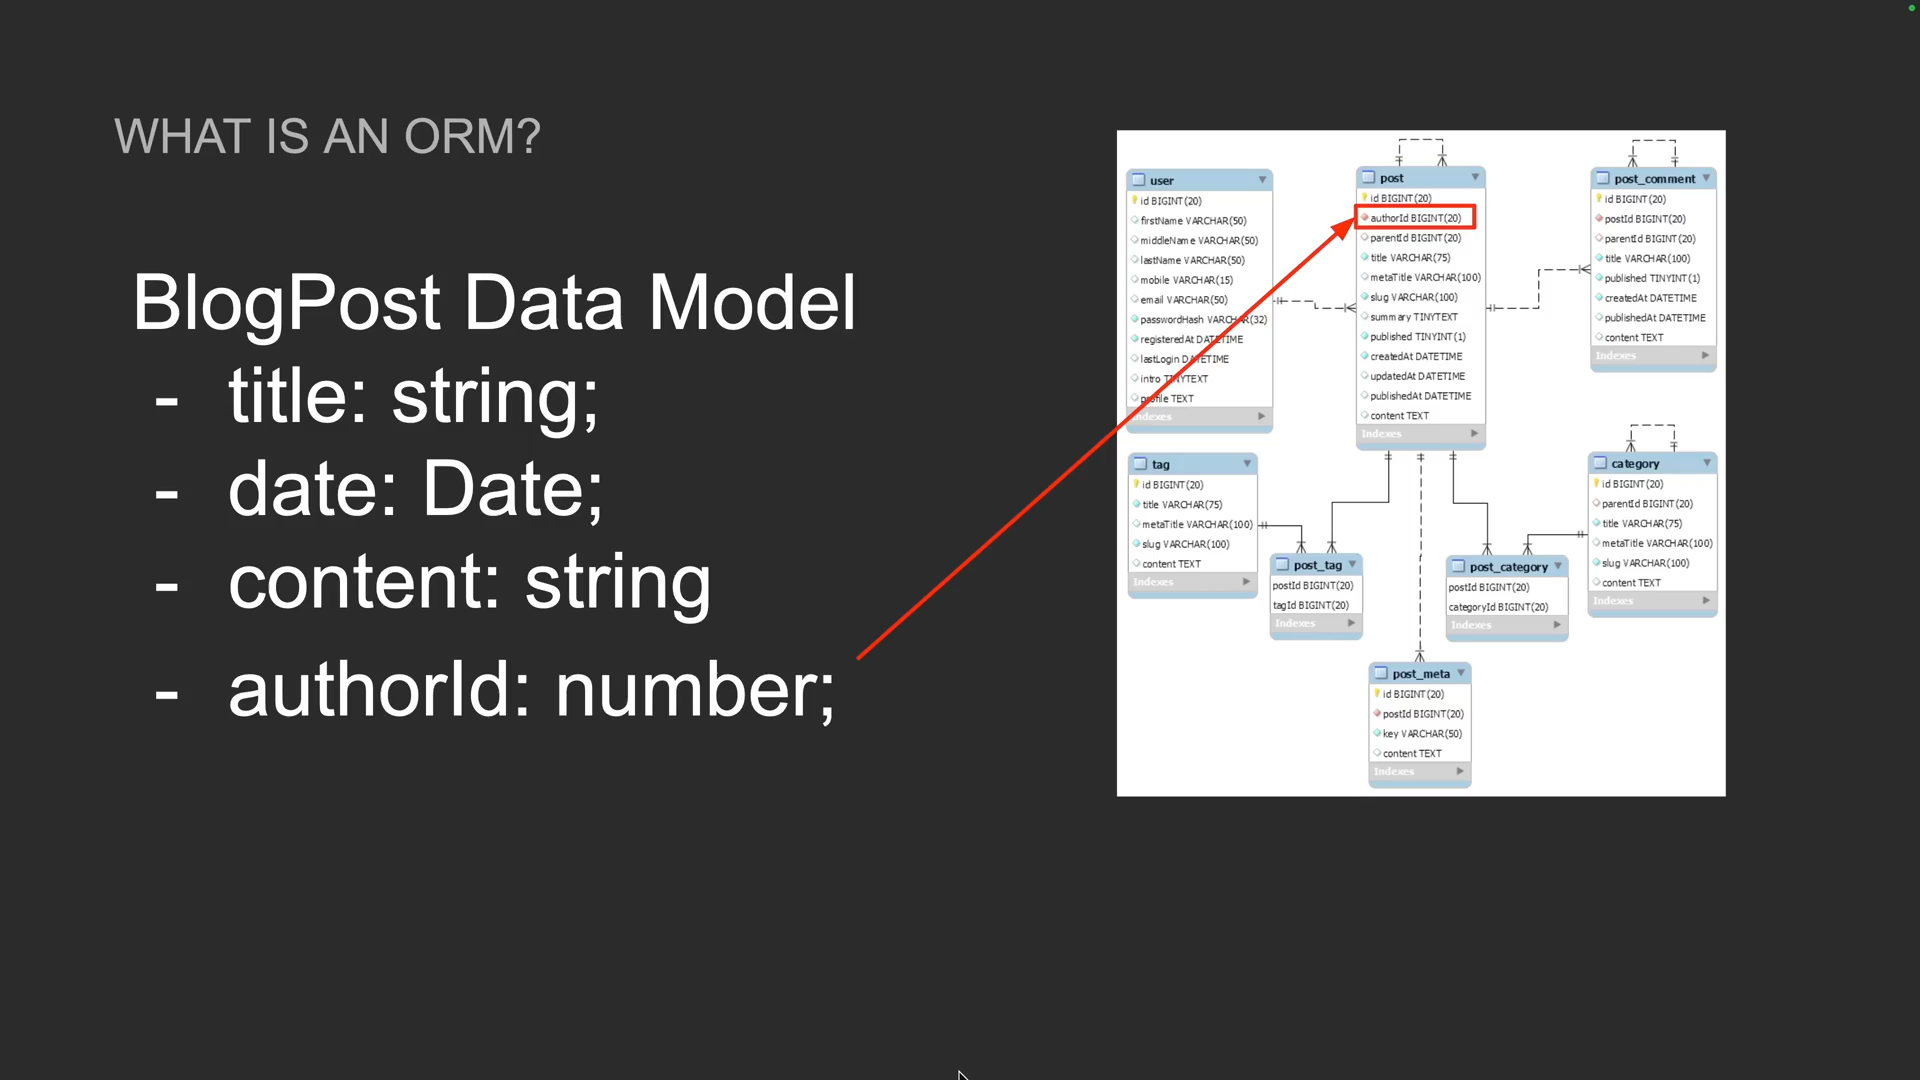 WHAT IS AN ORM?
BlogPost Data Model
- title: string;
- date: Date;
- content: string
- authorId: number;
user
id BIGINT(20)
firstName VARCHAR(50)
middleName VARCHAR(50)
lastName VARCHAR(50)
mobile VARCHAR(15)
email VARCHAR(50)
passwordHash VARCHAR(32)
registeredAt DATETIME
lastLogin DATETIME
intro TINYTEXT
profile TEXT
Indexes
post
id BIGINT(20)
authorId BIGINT(20)
parentId BIGINT(20)
title VARCHAR(75)
metaTitle VARCHAR(100)
slug VARCHAR(100)
summary TINYTEXT
published TINYINT(1)
createdAt DATETIME
updatedAt DATETIME
publishedAt DATETIME
content TEXT
Indexes
post_comment
id BIGINT(20)
postId BIGINT(20)
parentId BIGINT(20)
title VARCHAR(100)
published TINYINT(1)
createdAt DATETIME
publishedAt DATETIME
content TEXT
Indexes
tag
id BIGINT(20)
title VARCHAR(75)
metaTitle VARCHAR(100)
slug VARCHAR(100)
content TEXT
Indexes
post_tag
postId BIGINT(20)
tagId BIGINT(20)
Indexes
post_category
postId BIGINT(20)
categoryId BIGINT(20)
Indexes
category
id BIGINT(20)
parentId BIGINT(20)
title VARCHAR(75)
metaTitle VARCHAR(100)
slug VARCHAR(100)
content TEXT
Indexes
post_meta
id BIGINT(20)
postId BIGINT(20)
key VARCHAR(50)
content TEXT
Indexes